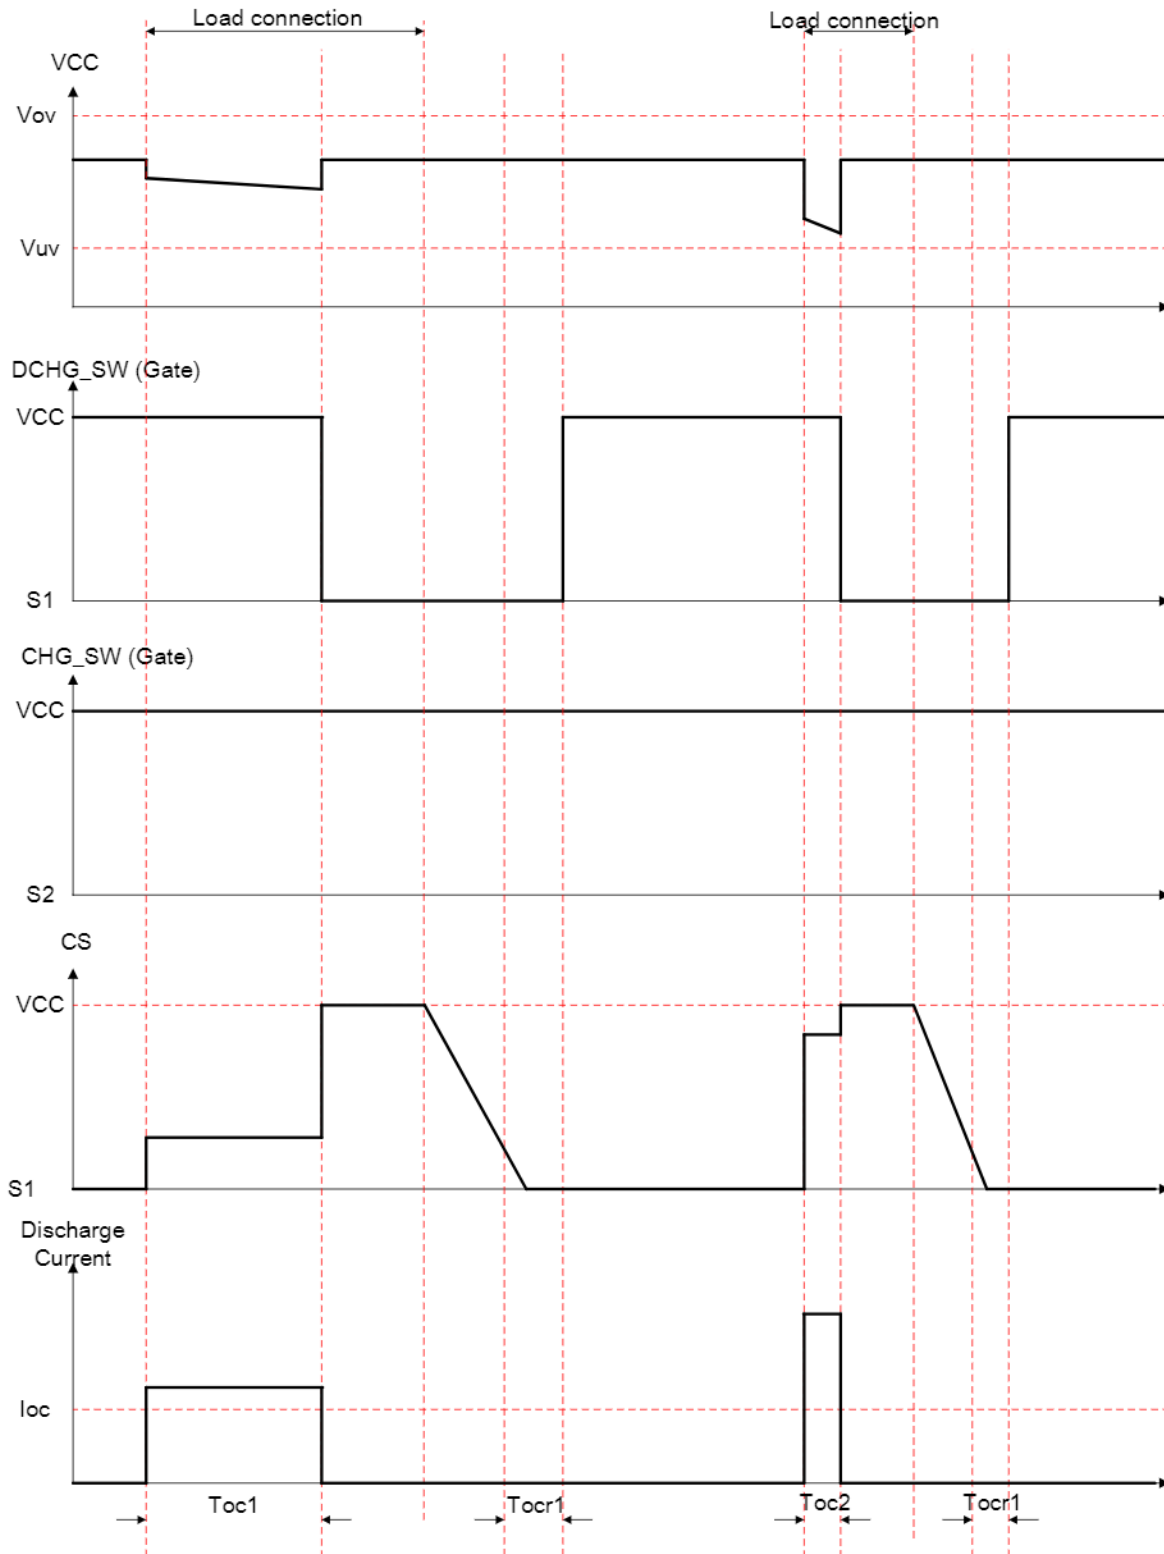 Load connection
Load connection
VCC
Vov
Vuv
DCHG_SW (Gate)
VCC
S1
CHG_SW (Gate)
VCC
S2
CS
VCC
S1
Discharge
Current
Ioc
Toc1
Tocr1
Toc2
Tocr1